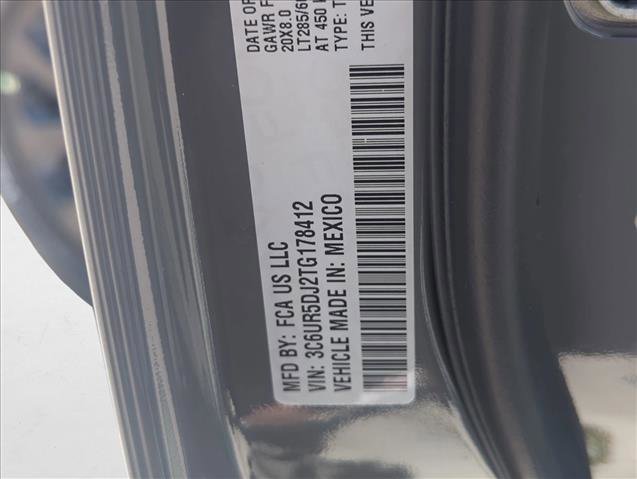 DATE OF
GAWR F
20X8.0
LT285/60
AT 450 k
TYPE: T
THIS VE
MFD BY: FCA US LLC
VIN: 3C6UR5DJ2TG178412
VEHICLE MADE IN: MEXICO